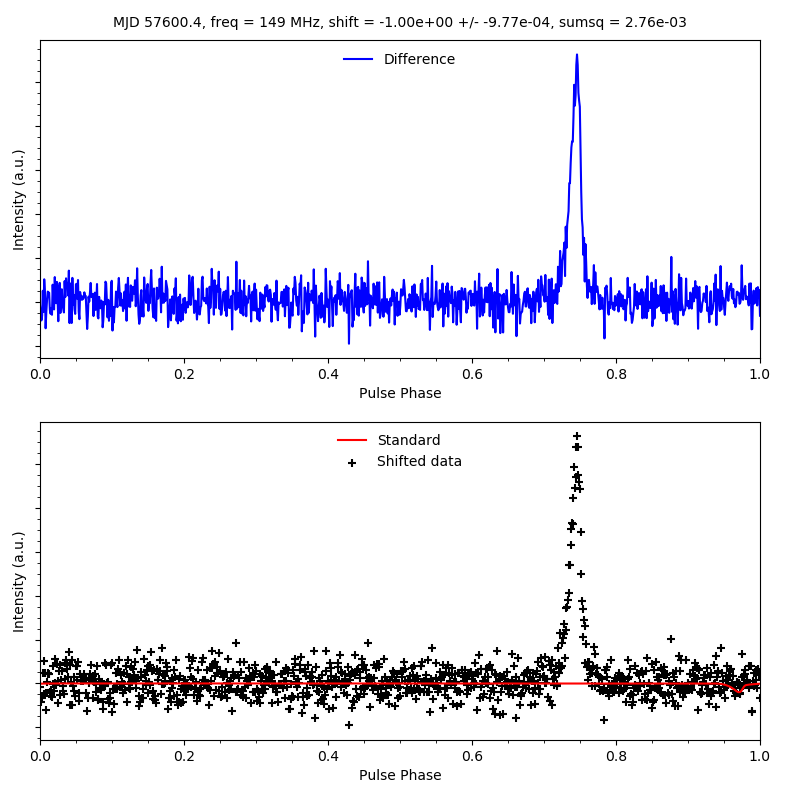 MJD 57600.4, freq = 149 MHz, shift = -1.00e+00 +/- -9.77e-04, sumsq = 2.76e-03
Difference
Intensity (a.u.)
0.0 0.2 0.4 0.6 0.8 1.0
Pulse Phase
Standard
Shifted data
Intensity (a.u.)
0.0 0.2 0.4 0.6 0.8 1.0
Pulse Phase